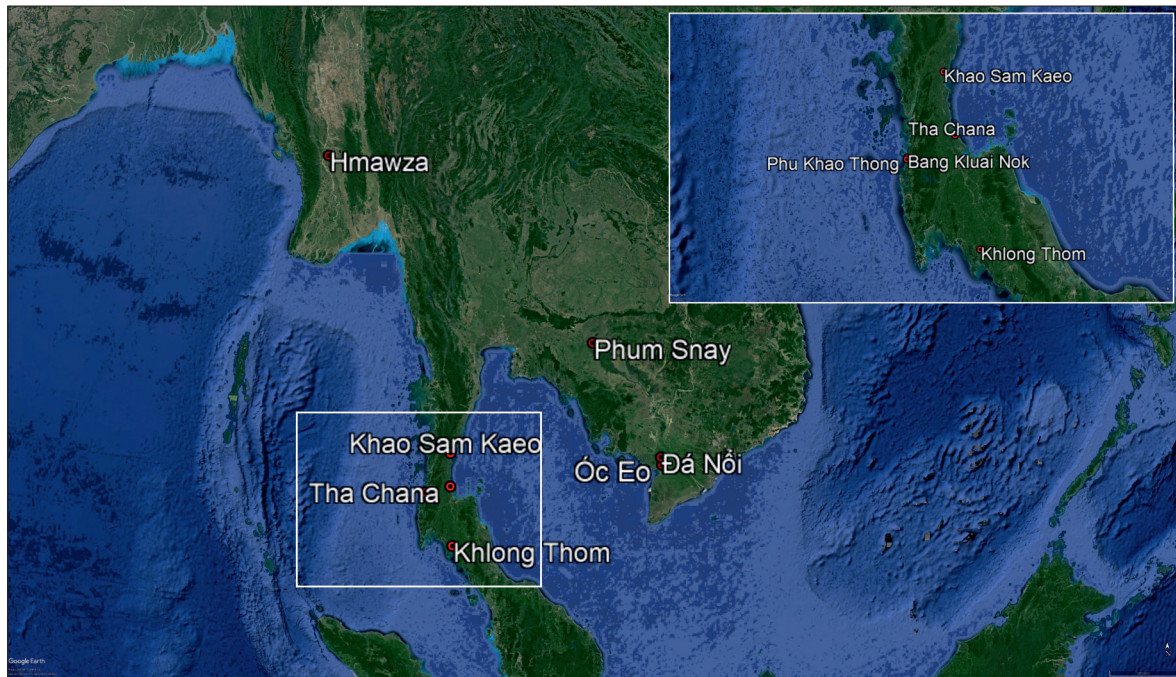 Khao Sam Kaeo
Tha Chana
Phu Khao Thong
Bang Kluai Nok
Khlong Thom
Hmawza
Phum Snay
Khao Sam Kaeo
Óc Eo
Đá Nổi
Tha Chana
Khlong Thom
Google Earth